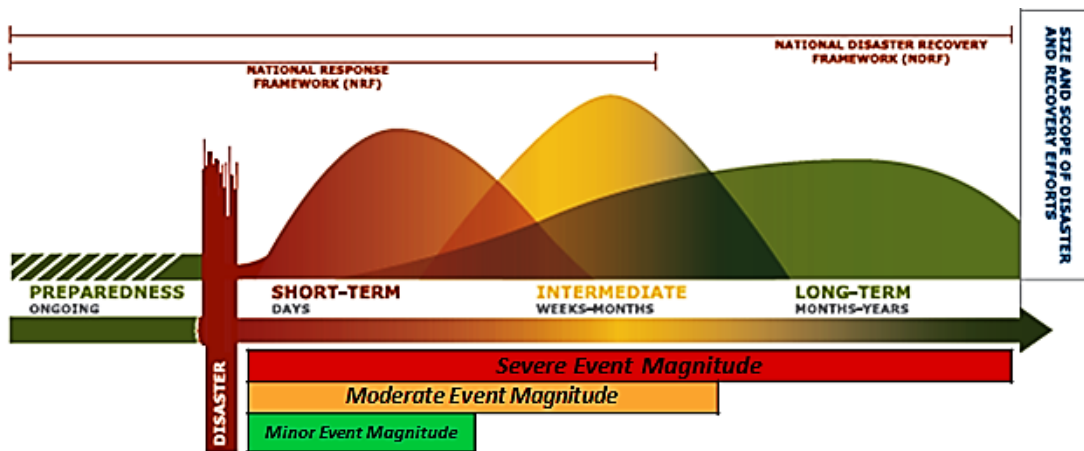 NATIONAL DISASTER RECOVERY
FRAMEWORK (NDRF)
NATIONAL RESPONSE
FRAMEWORK (NRF)
SIZE AND SCOPE OF DISASTER
AND RECOVERY EFFORTS
PREPAREDNESS
ONGOING
SHORT-TERM
DAYS
INTERMEDIATE
WEEKS-MONTHS
LONG-TERM
MONTHS-YEARS
DISASTER
Severe Event Magnitude
Moderate Event Magnitude
Minor Event Magnitude